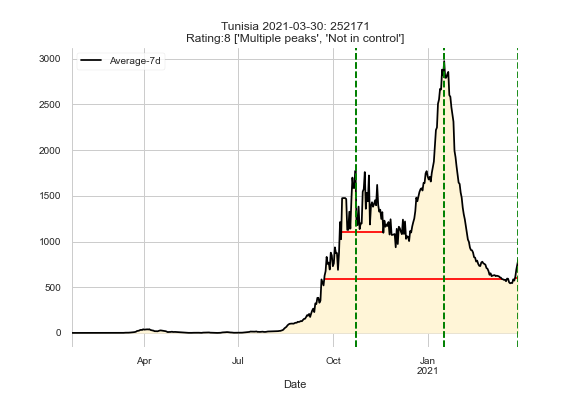 Tunisia 2021-03-30: 252171
Rating:8 ['Multiple peaks', 'Not in control']
Average-7d
3000
2500
2000
1500
1000
500
0
Apr
Jul
Oct
Jan
2021
Date